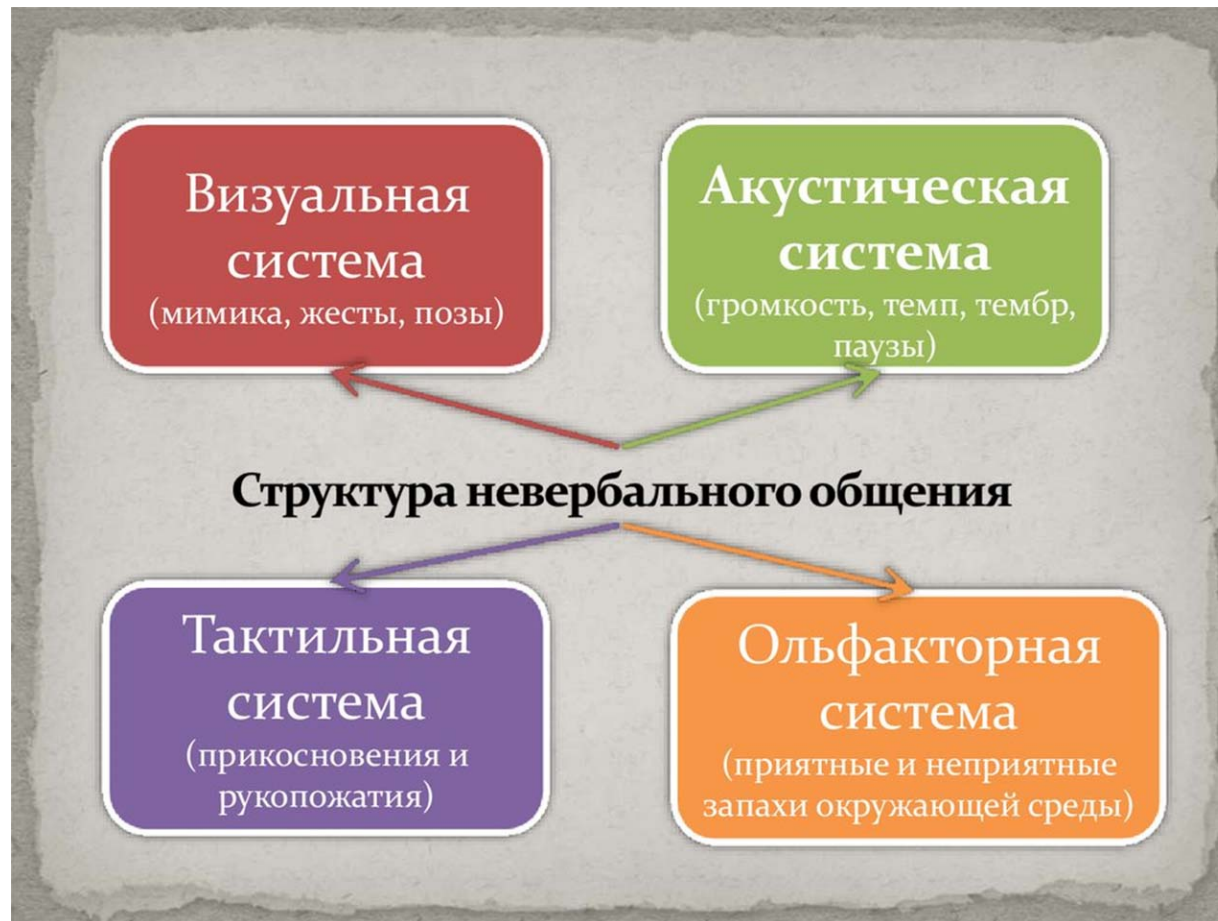 Визуальная
система
(мимика, жесты, позы)
Акустическая
система
(громкость, темп, тембр,
паузы)
Структура невербального общения
Тактильная
система
(прикосновения и
рукопожатия)
Ольфакторная
система
(приятные и неприятные
запахи окружающей среды)